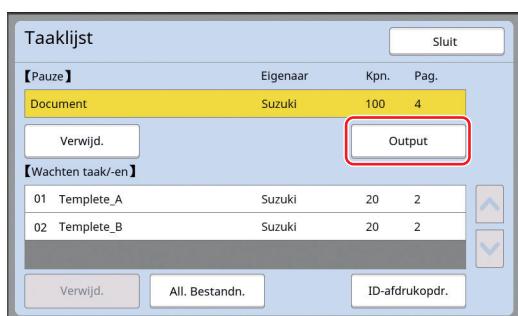 Taaklijst Sluit
【Pauze】 Eigenaar Kpn. Pag.
Document Suzuki 100 4
Verwijd. Output
【Wachten taak/-en】
01 Templete_A Suzuki 20 2
02 Templete_B Suzuki 20 2
Verwijd. All. Bestandn. ID-afdrukopdr.